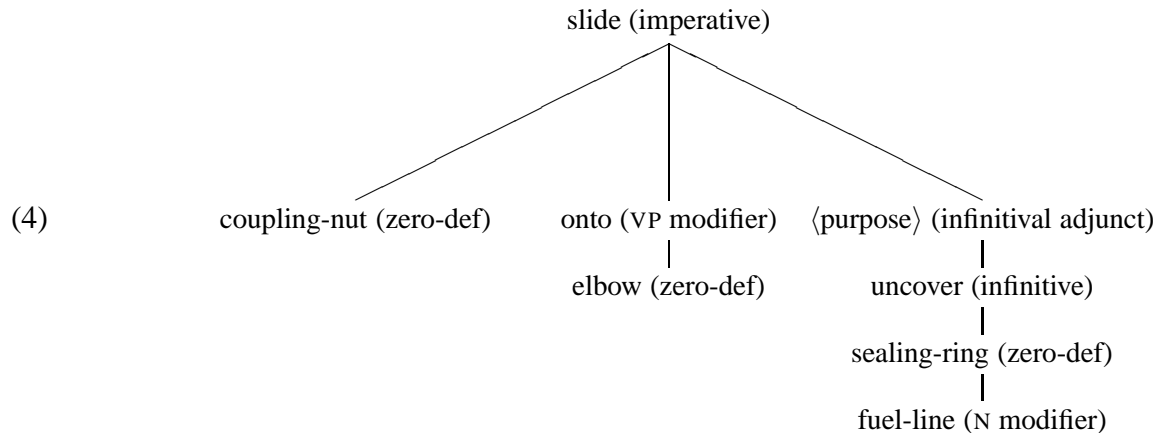 slide (imperative)
(4) coupling-nut (zero-def) onto (VP modifier) ⟨purpose⟩ (infinitival adjunct)
elbow (zero-def) uncover (infinitive)
sealing-ring (zero-def)
fuel-line (N modifier)